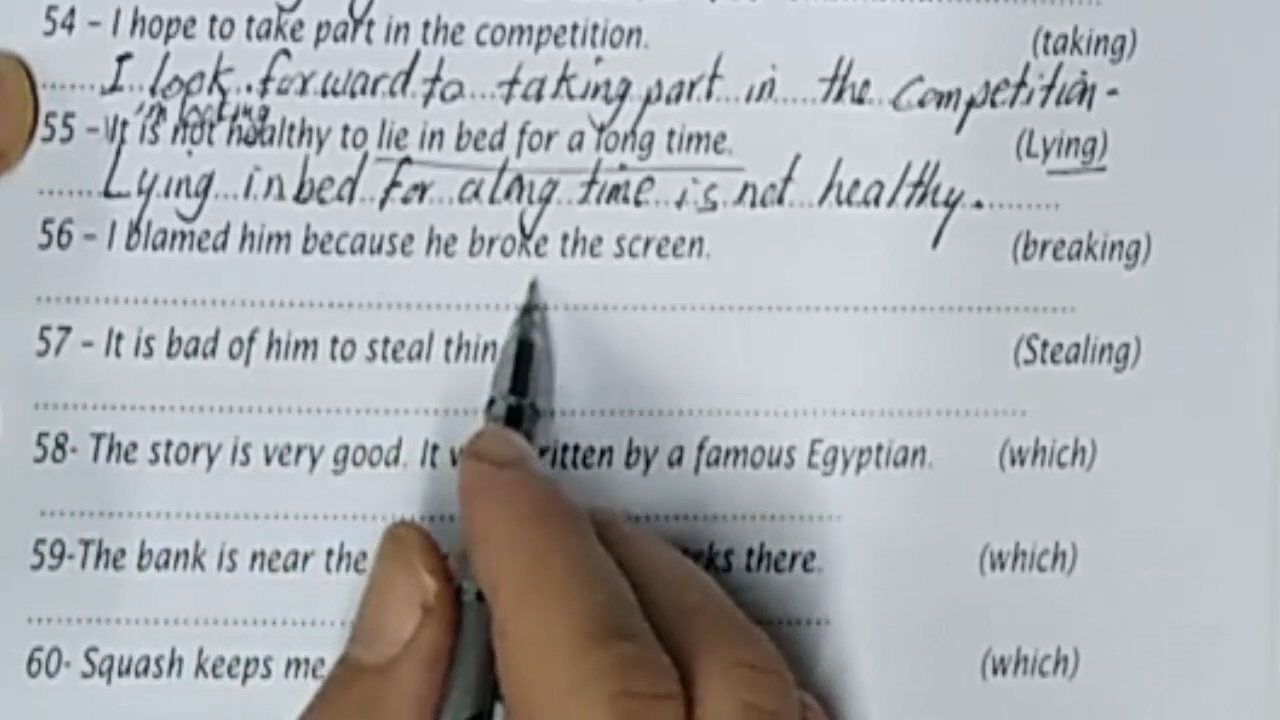 54 – I hope to take part in the competition. (taking)
I look forward to taking part in the competition.
I'm looking
55 – It is not healthy to lie in bed for a long time. (Lying)
Lying in bed for a long time is not healthy.
56 – I blamed him because he broke the screen. (breaking)
57 – It is bad of him to steal thin (Stealing)
58- The story is very good. It w ritten by a famous Egyptian. (which)
59-The bank is near the rks there. (which)
60- Squash keeps me (which)